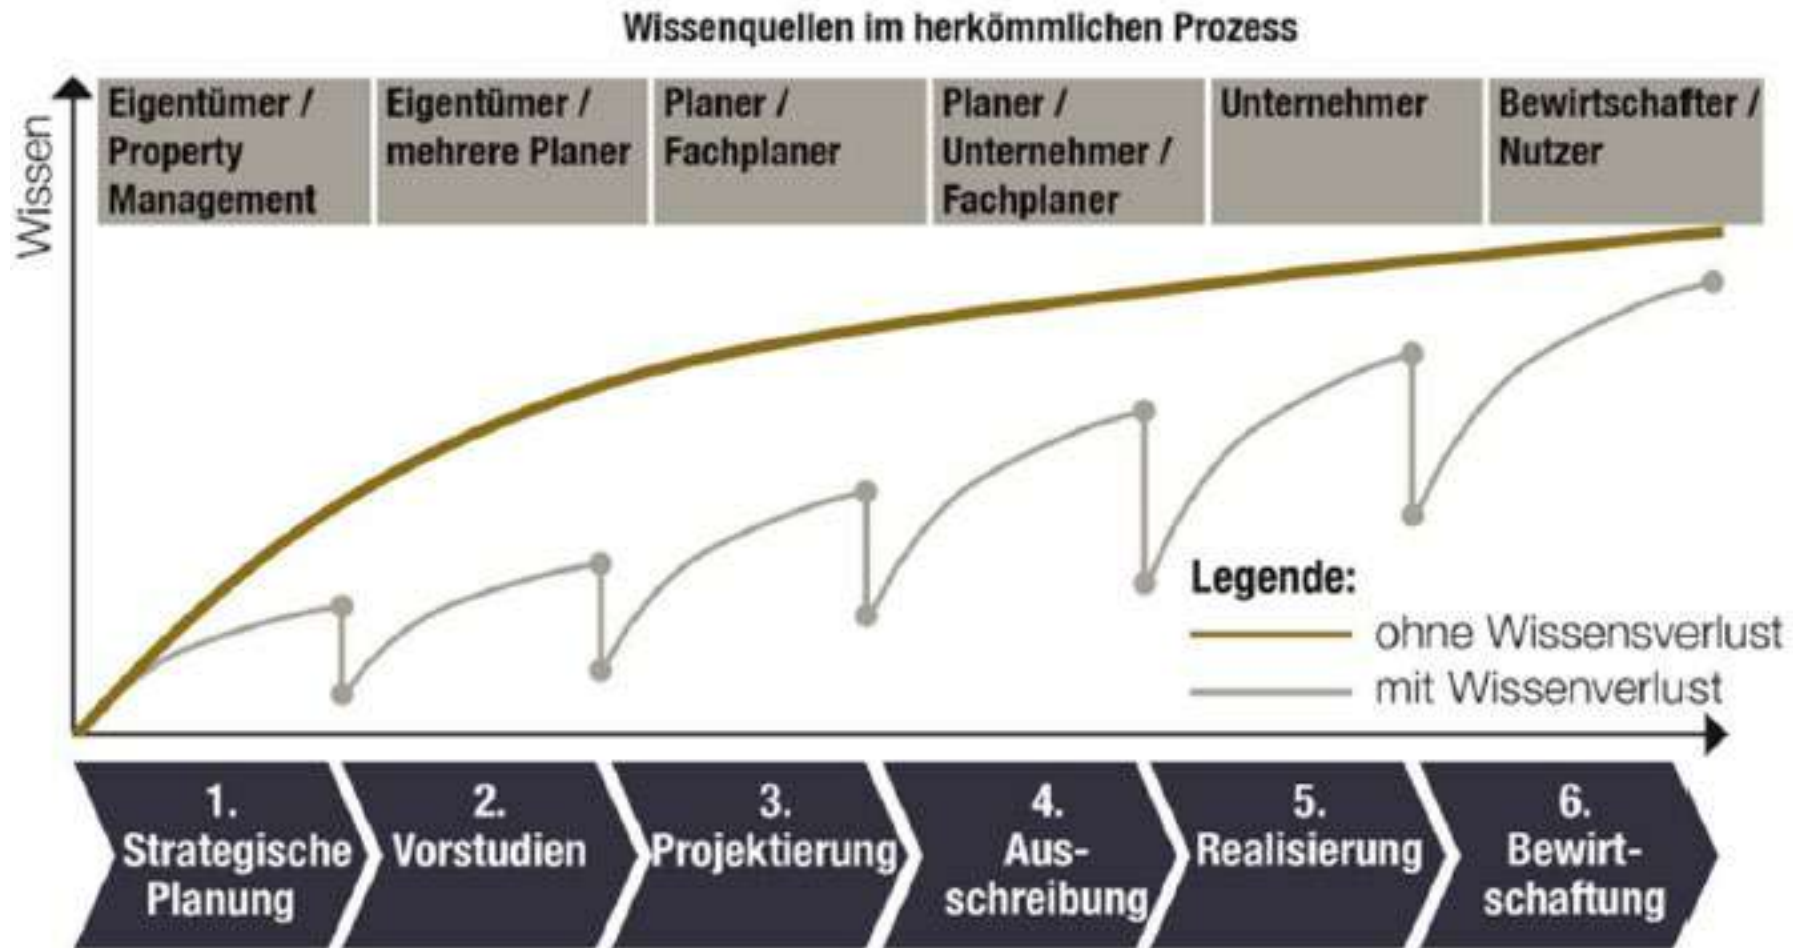 Wissenquellen im herkömmlichen Prozess
Wissen
Eigentümer /
Property
Management
Eigentümer /
mehrere Planer
Planer /
Fachplaner
Planer /
Unternehmer /
Fachplaner
Unternehmer
Bewirtschafter /
Nutzer
Legende:
ohne Wissensverlust
mit Wissenverlust
1.
Strategische
Planung
2.
Vorstudien
3.
Projektierung
4.
Aus-
schreibung
5.
Realisierung
6.
Bewirt-
schaftung